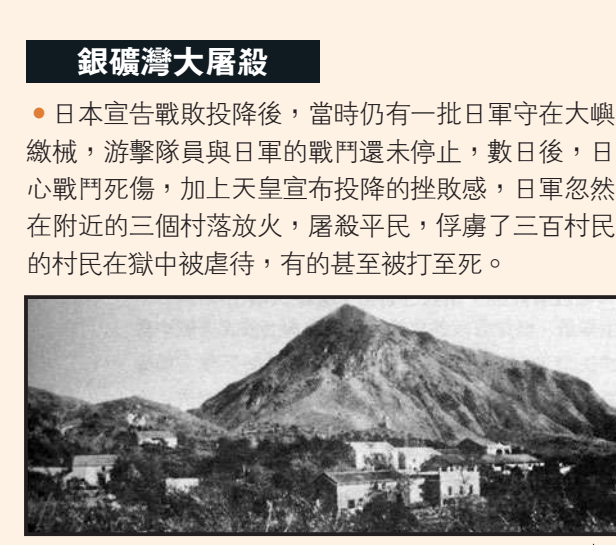 銀礦灣大屠殺
• 日本宣告戰敗投降後，當時仍有一批日軍守在大嶼
繳械，游擊隊員與日軍的戰鬥還未停止，數日後，日
心戰鬥死傷，加上天皇宣布投降的挫敗感，日軍忽然
在附近的三個村落放火，屠殺平民，俘虜了三百村民
的村民在獄中被虐待，有的甚至被打至死。